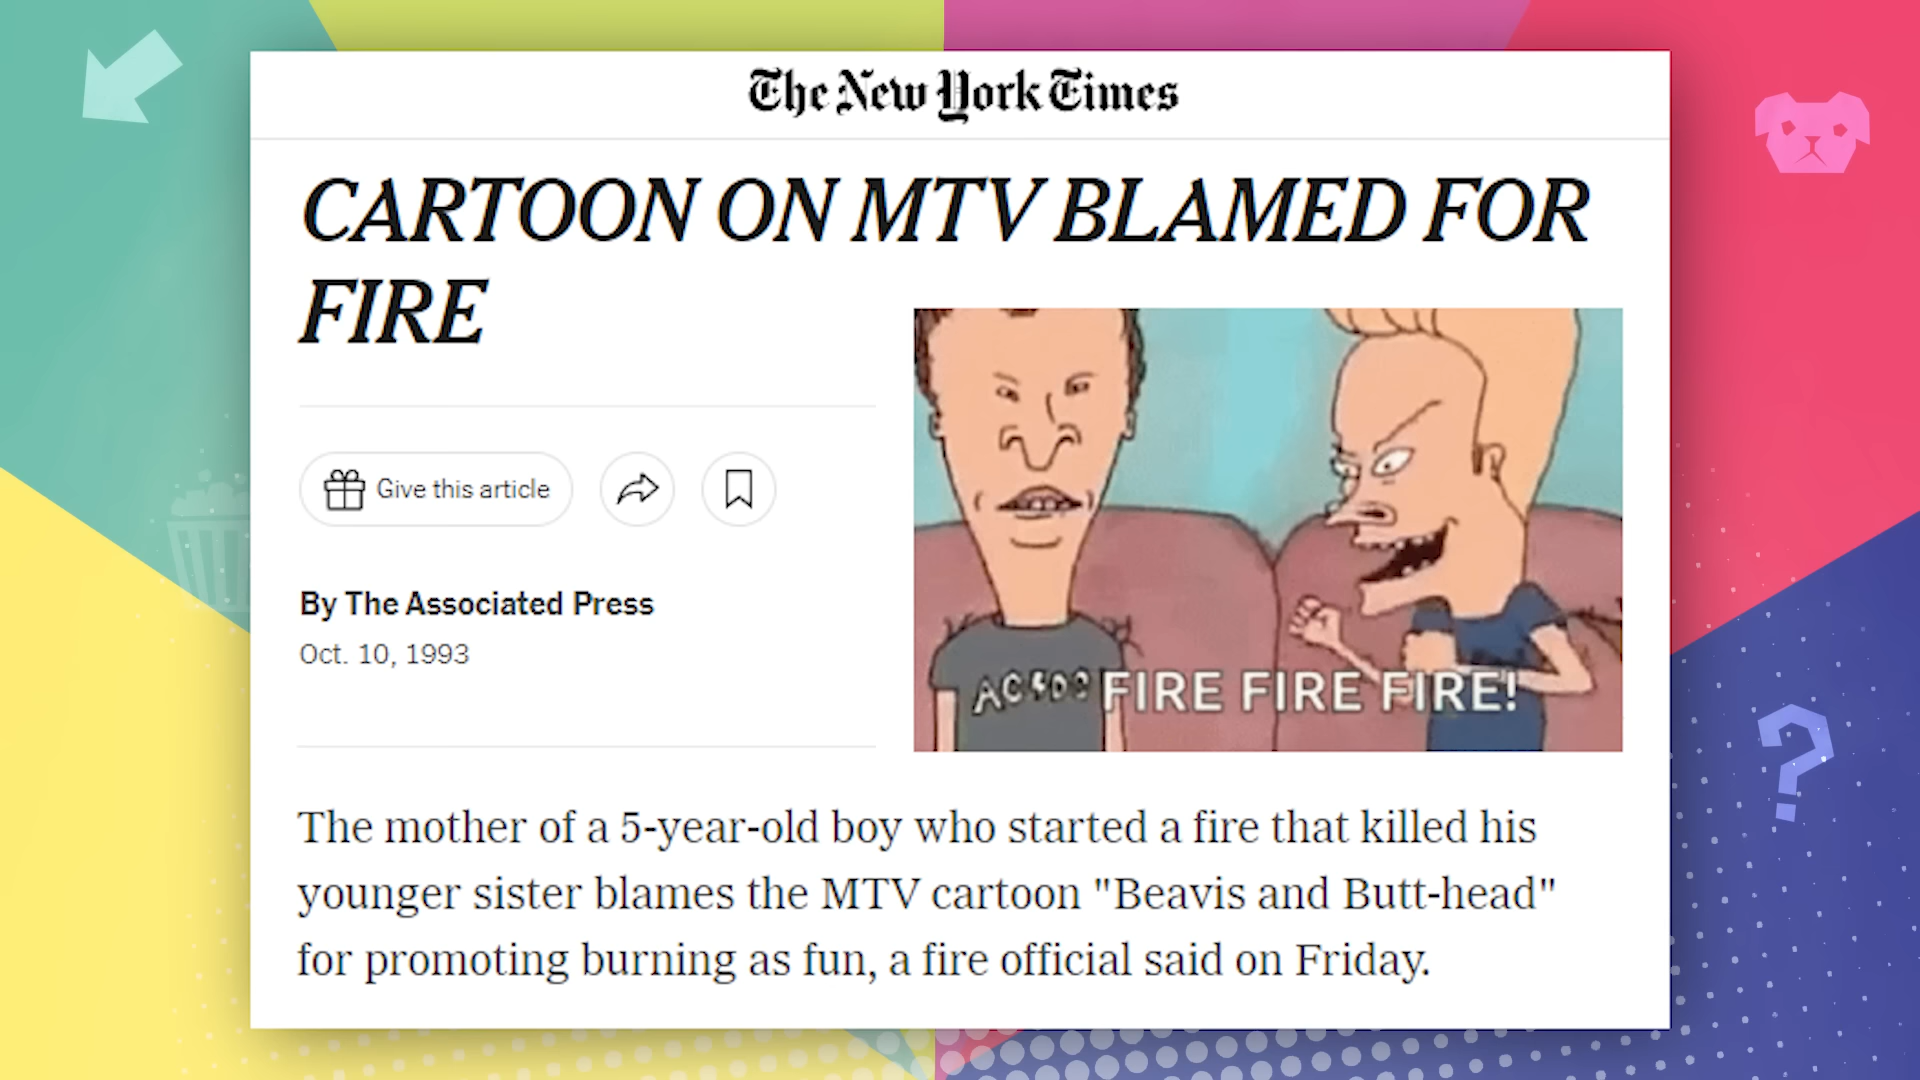 The New York Times
CARTOON ON MTV BLAMED FOR
FIRE
Give this article
By The Associated Press
Oct. 10, 1993
AC⚡DC
FIRE FIRE FIRE!
The mother of a 5-year-old boy who started a fire that killed his
younger sister blames the MTV cartoon "Beavis and Butt-head"
for promoting burning as fun, a fire official said on Friday.
?